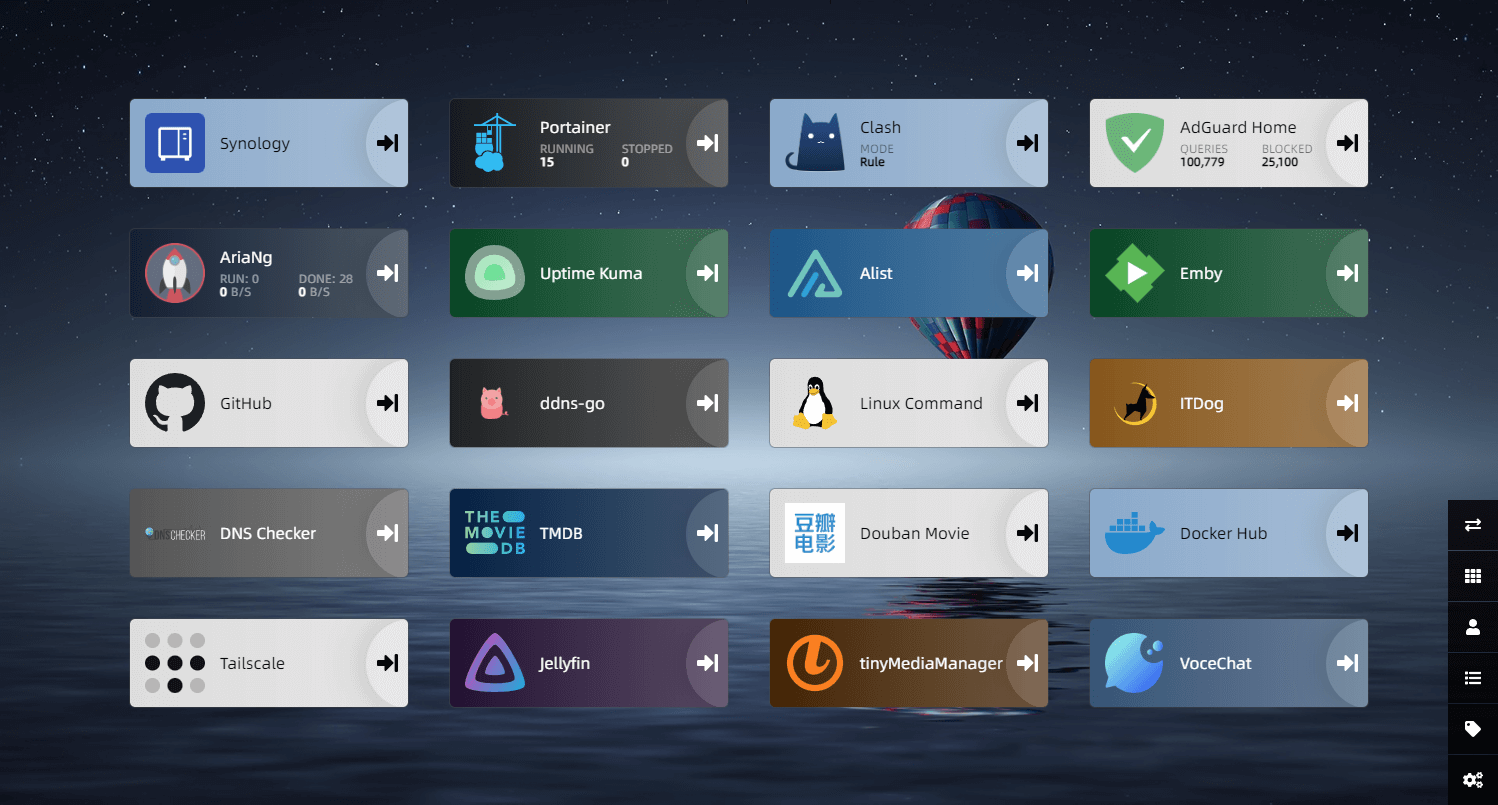 Synology
Portainer
RUNNING STOPPED
15 0
Clash
MODE
Rule
AdGuard Home
QUERIES BLOCKED
100,779 25,100
AriaNg
RUN: 0 DONE: 28
0 B/S 0 B/S
Uptime Kuma
Alist
Emby
GitHub
ddns-go
Linux Command
ITDog
DNSCHECKER
DNS Checker
THE
MOVIE
DB
TMDB
豆瓣
电影
Douban Movie
Docker Hub
Tailscale
Jellyfin
tinyMediaManager
VoceChat